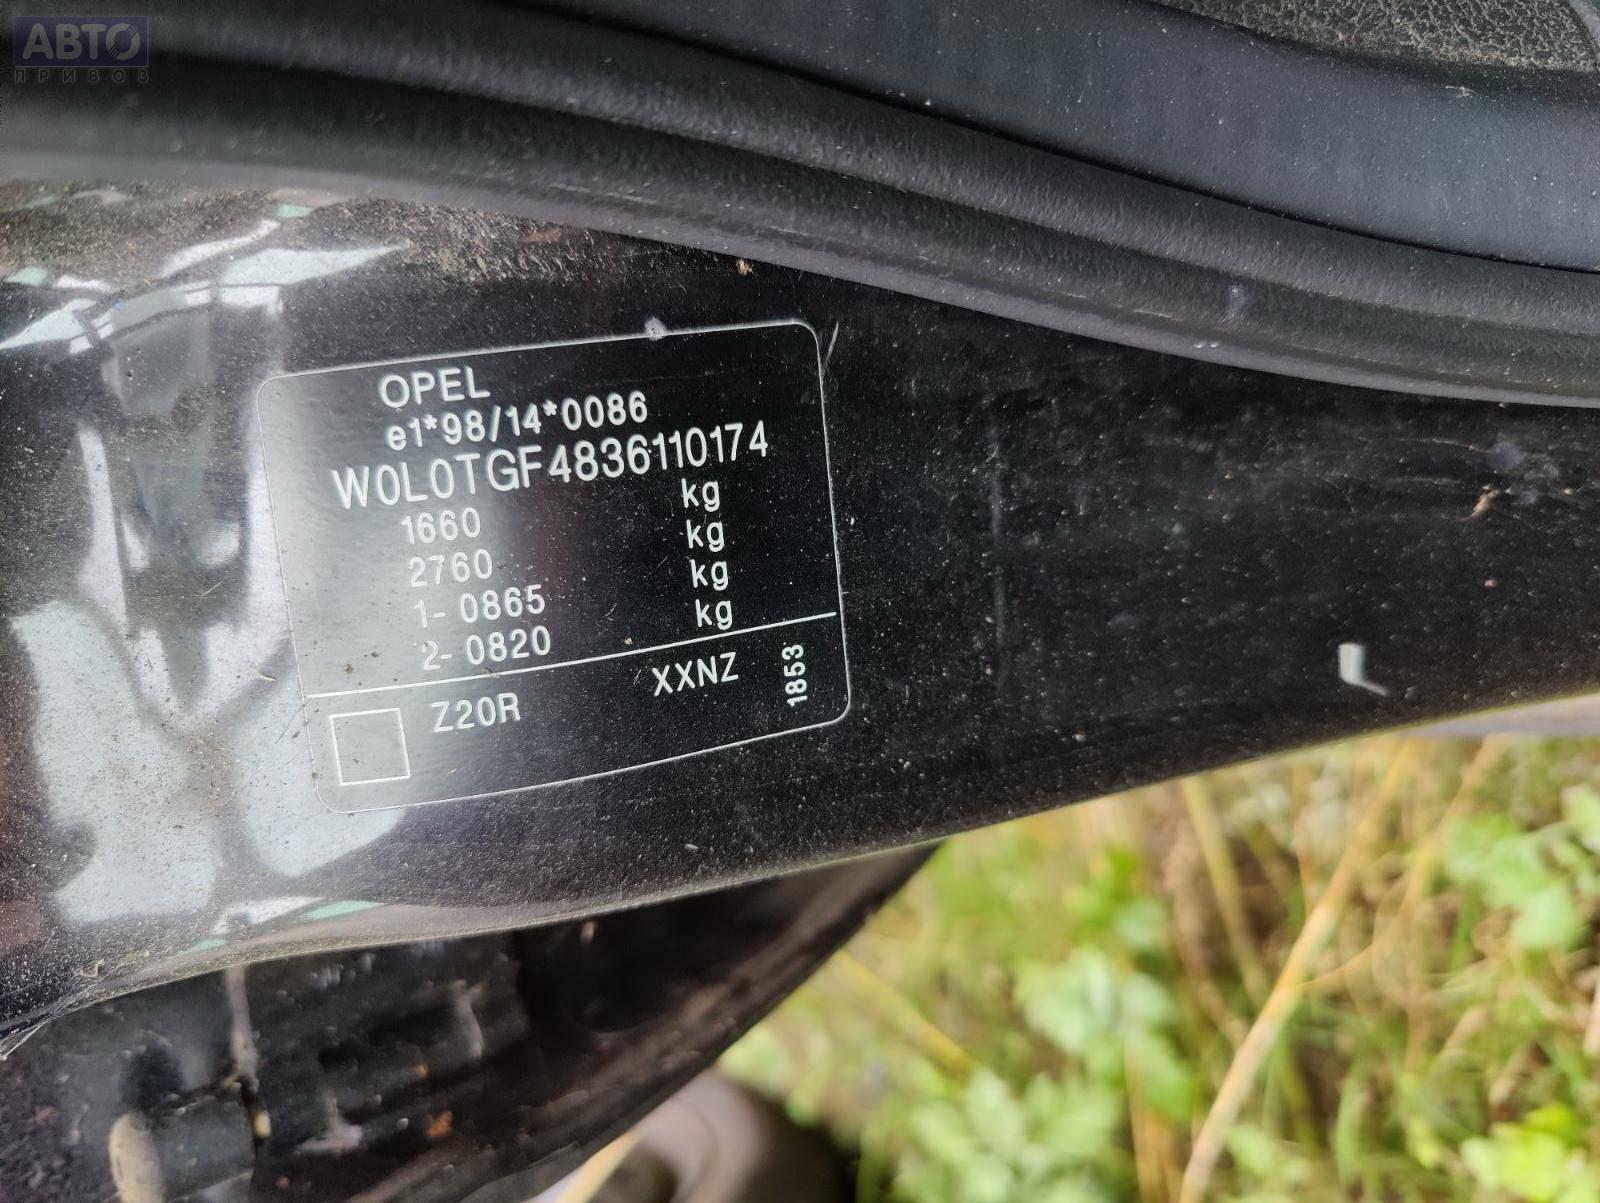 АВТО
ПРИВОЗ
OPEL
e1*98/14*0086
W0L0TGF4836110174
1660 kg
2760 kg
1- 0865 kg
2- 0820 kg
Z20R XXNZ 1853